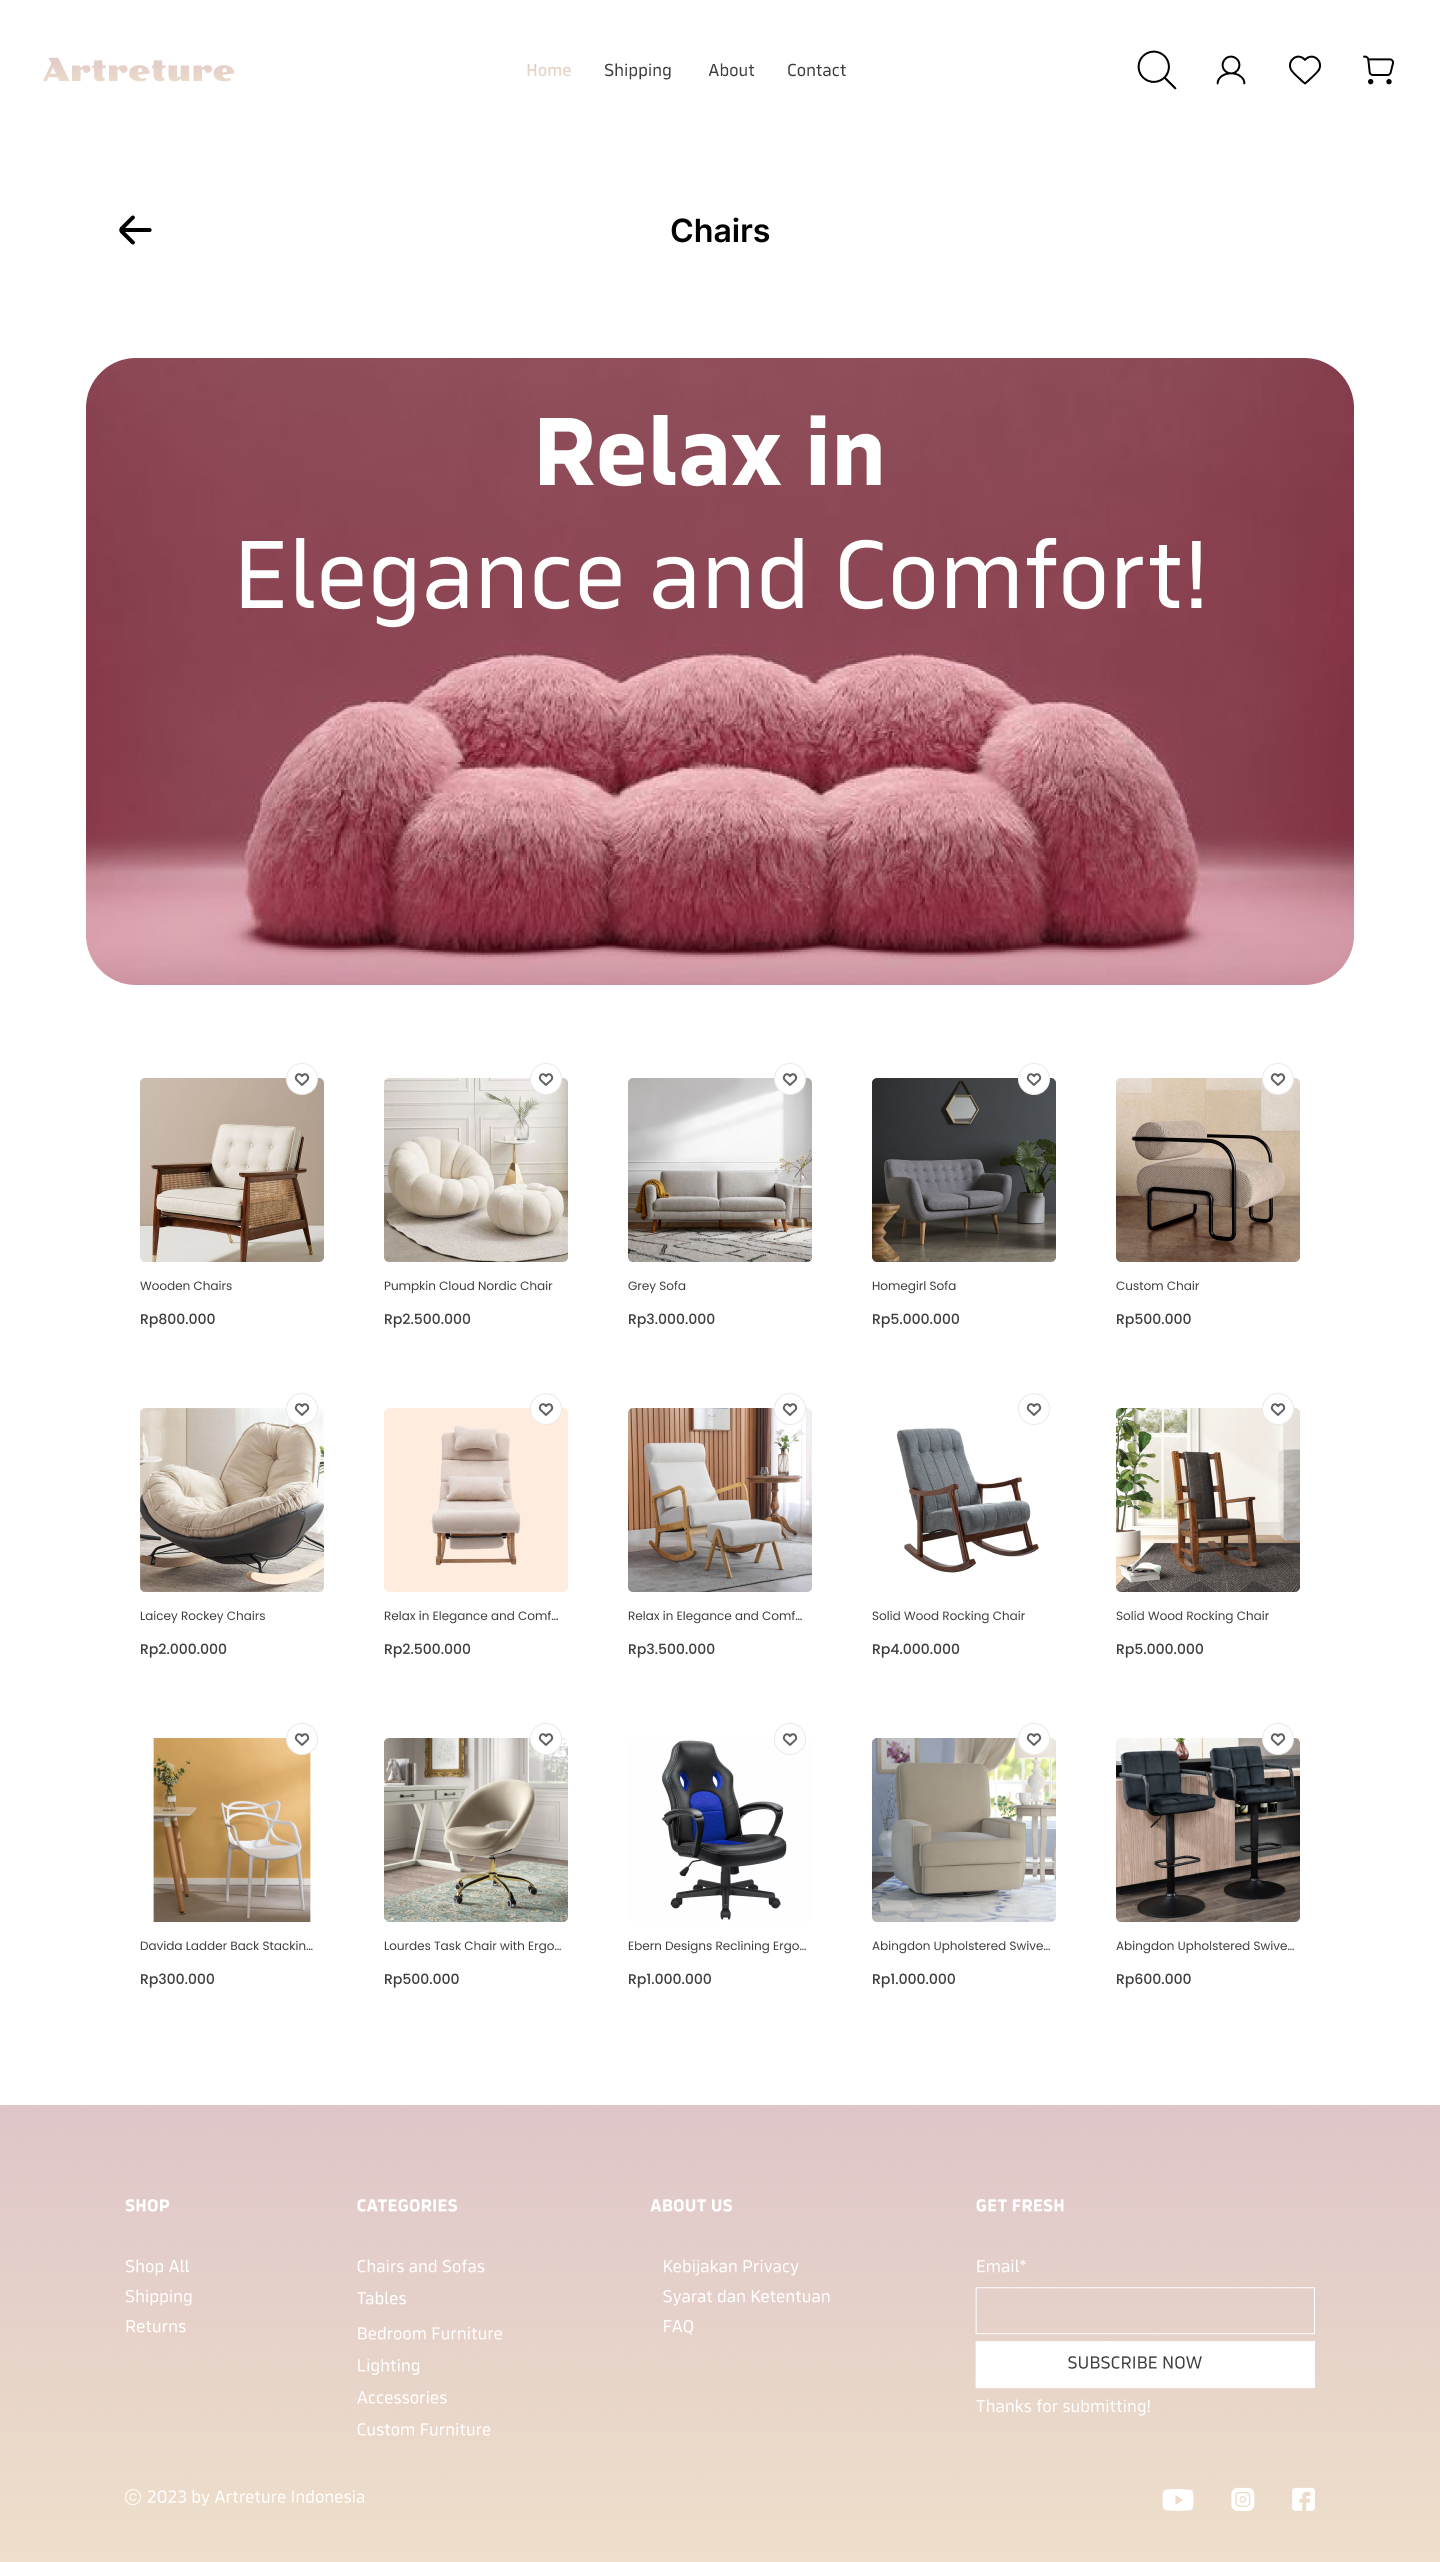 Artreture
Home Shipping About Contact
Chairs
Relax in
Elegance and Comfort!
Wooden Chairs
Rp800.000
Pumpkin Cloud Nordic Chair
Rp2.500.000
Grey Sofa
Rp3.000.000
Homegirl Sofa
Rp5.000.000
Custom Chair
Rp500.000
Laicey Rockey Chairs
Rp2.000.000
Relax in Elegance and Comf...
Rp2.500.000
Relax in Elegance and Comf...
Rp3.500.000
Solid Wood Rocking Chair
Rp4.000.000
Solid Wood Rocking Chair
Rp5.000.000
Davida Ladder Back Stackin...
Rp300.000
Lourdes Task Chair with Ergo...
Rp500.000
Ebern Designs Reclining Ergo...
Rp1.000.000
Abingdon Upholstered Swive...
Rp1.000.000
Abingdon Upholstered Swive...
Rp600.000
SHOP
Shop All
Shipping
Returns
CATEGORIES
Chairs and Sofas
Tables
Bedroom Furniture
Lighting
Accessories
Custom Furniture
ABOUT US
Kebijakan Privacy
Syarat dan Ketentuan
FAQ
GET FRESH
Email*
SUBSCRIBE NOW
Thanks for submitting!
© 2023 by Artreture Indonesia